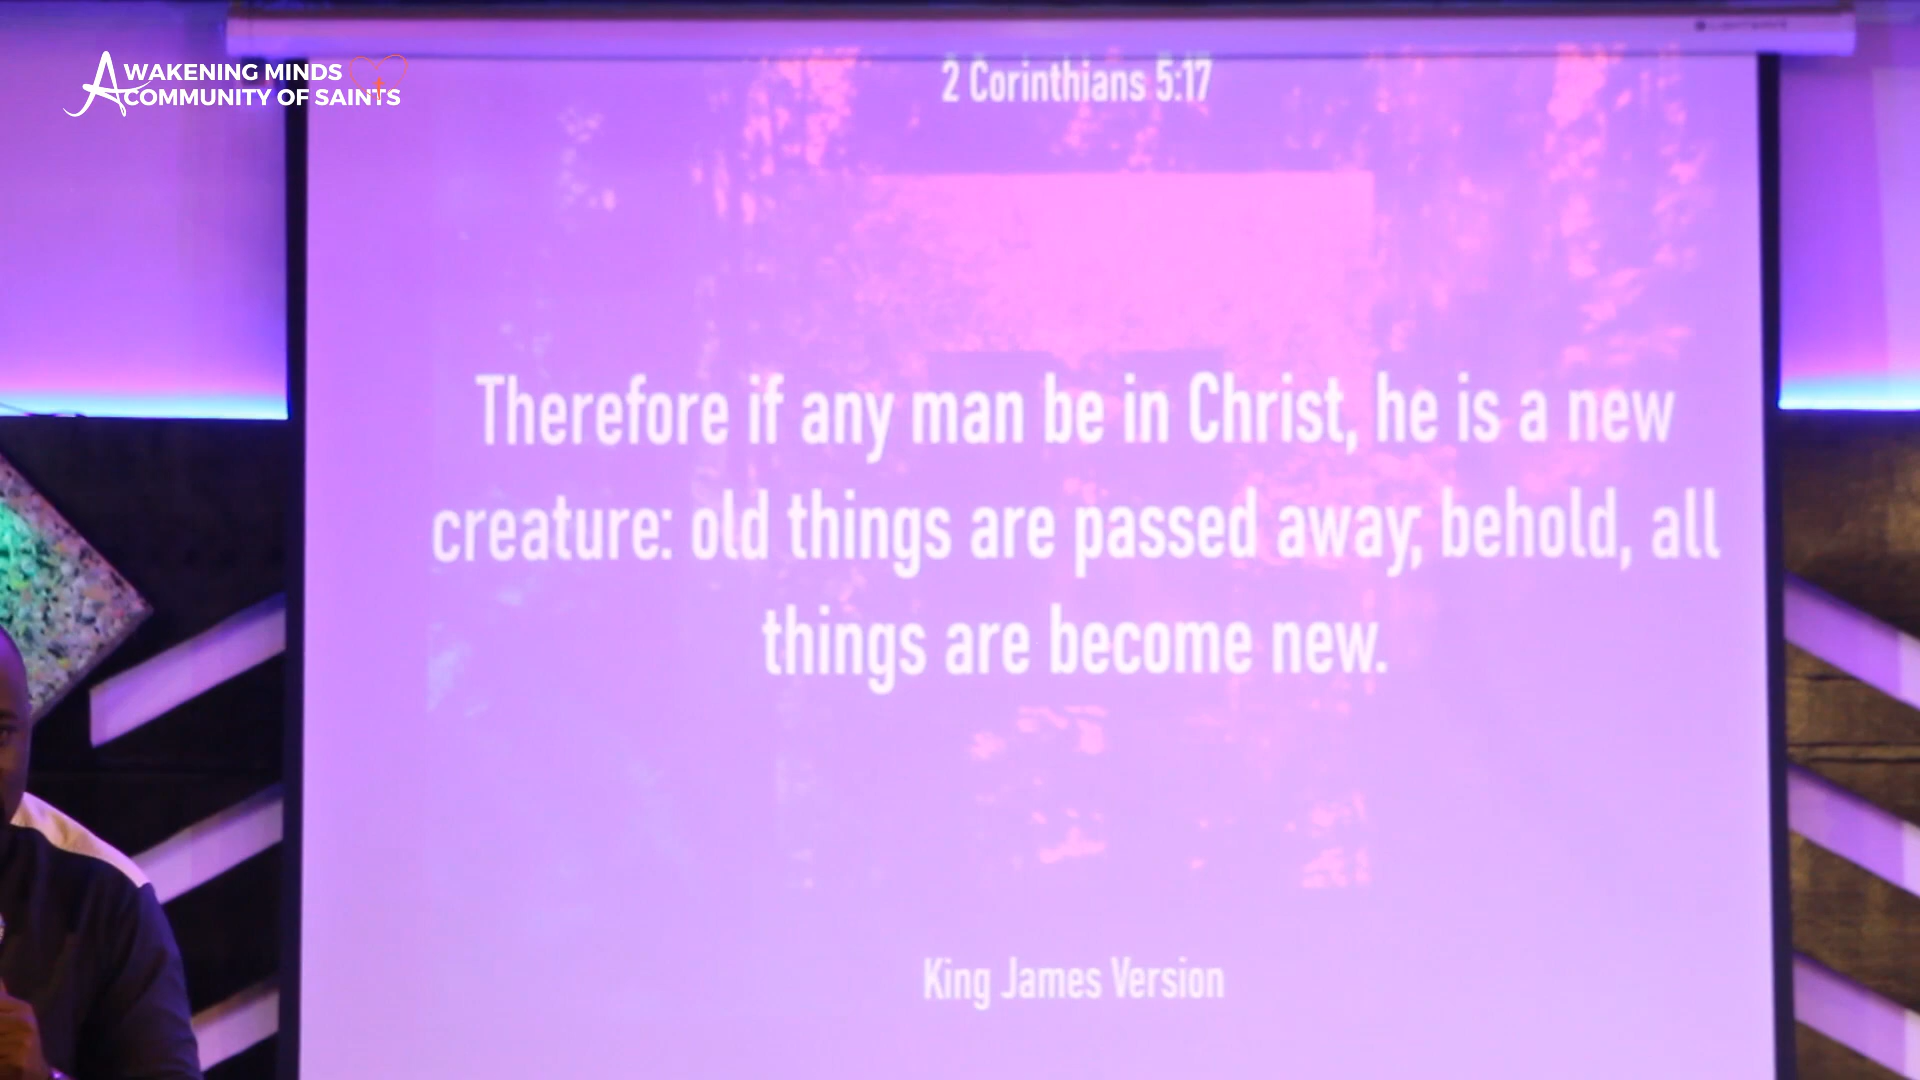 AWAKENING MINDS
COMMUNITY OF SAINTS
2 Corinthians 5:17
Therefore if any man be in Christ, he is a new
creature: old things are passed away; behold, all
things are become new.
King James Version